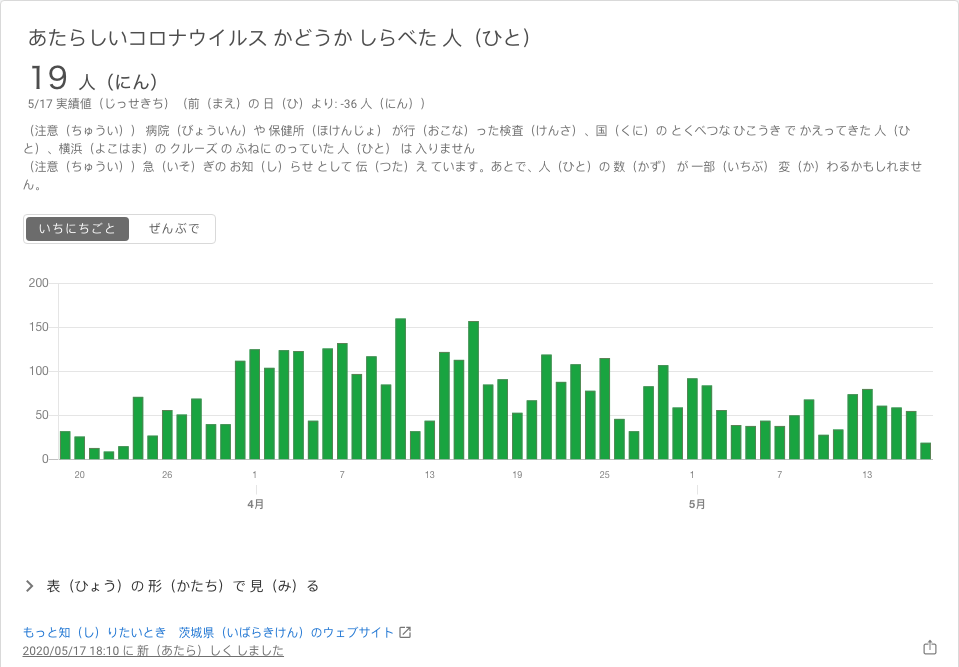 あたらしいコロナウイルス かどうか しらべた 人（ひと）
19 人（にん）
5/17 実績値（じっせきち）（前（まえ）の 日（ひ）より: -36 人（にん））
（注意（ちゅうい）） 病院（びょういん）や 保健所（ほけんじょ） が行（おこな）った検査（けんさ）、国（くに）の とくべつな ひこうき で かえってきた 人（ひ
と）、横浜（よこはま）の クルーズ の ふねに のっていた 人（ひと） は 入りません
（注意（ちゅうい））急（いそ）ぎの お知（し）らせ として 伝（つた）え ています。あとで、人（ひと）の 数（かず） が 一部（いちぶ） 変（か）わるかもしれませ
ん。
いちにちごと ぜんぶで
200
150
100
50
0
20 26 1 7 13 19 25 1 7 13
4月 5月
表（ひょう）の 形（かたち）で 見（み）る
もっと知（し）りたいとき　茨城県（いばらきけん）のウェブサイト
2020/05/17 18:10 に 新（あたら）しく しました